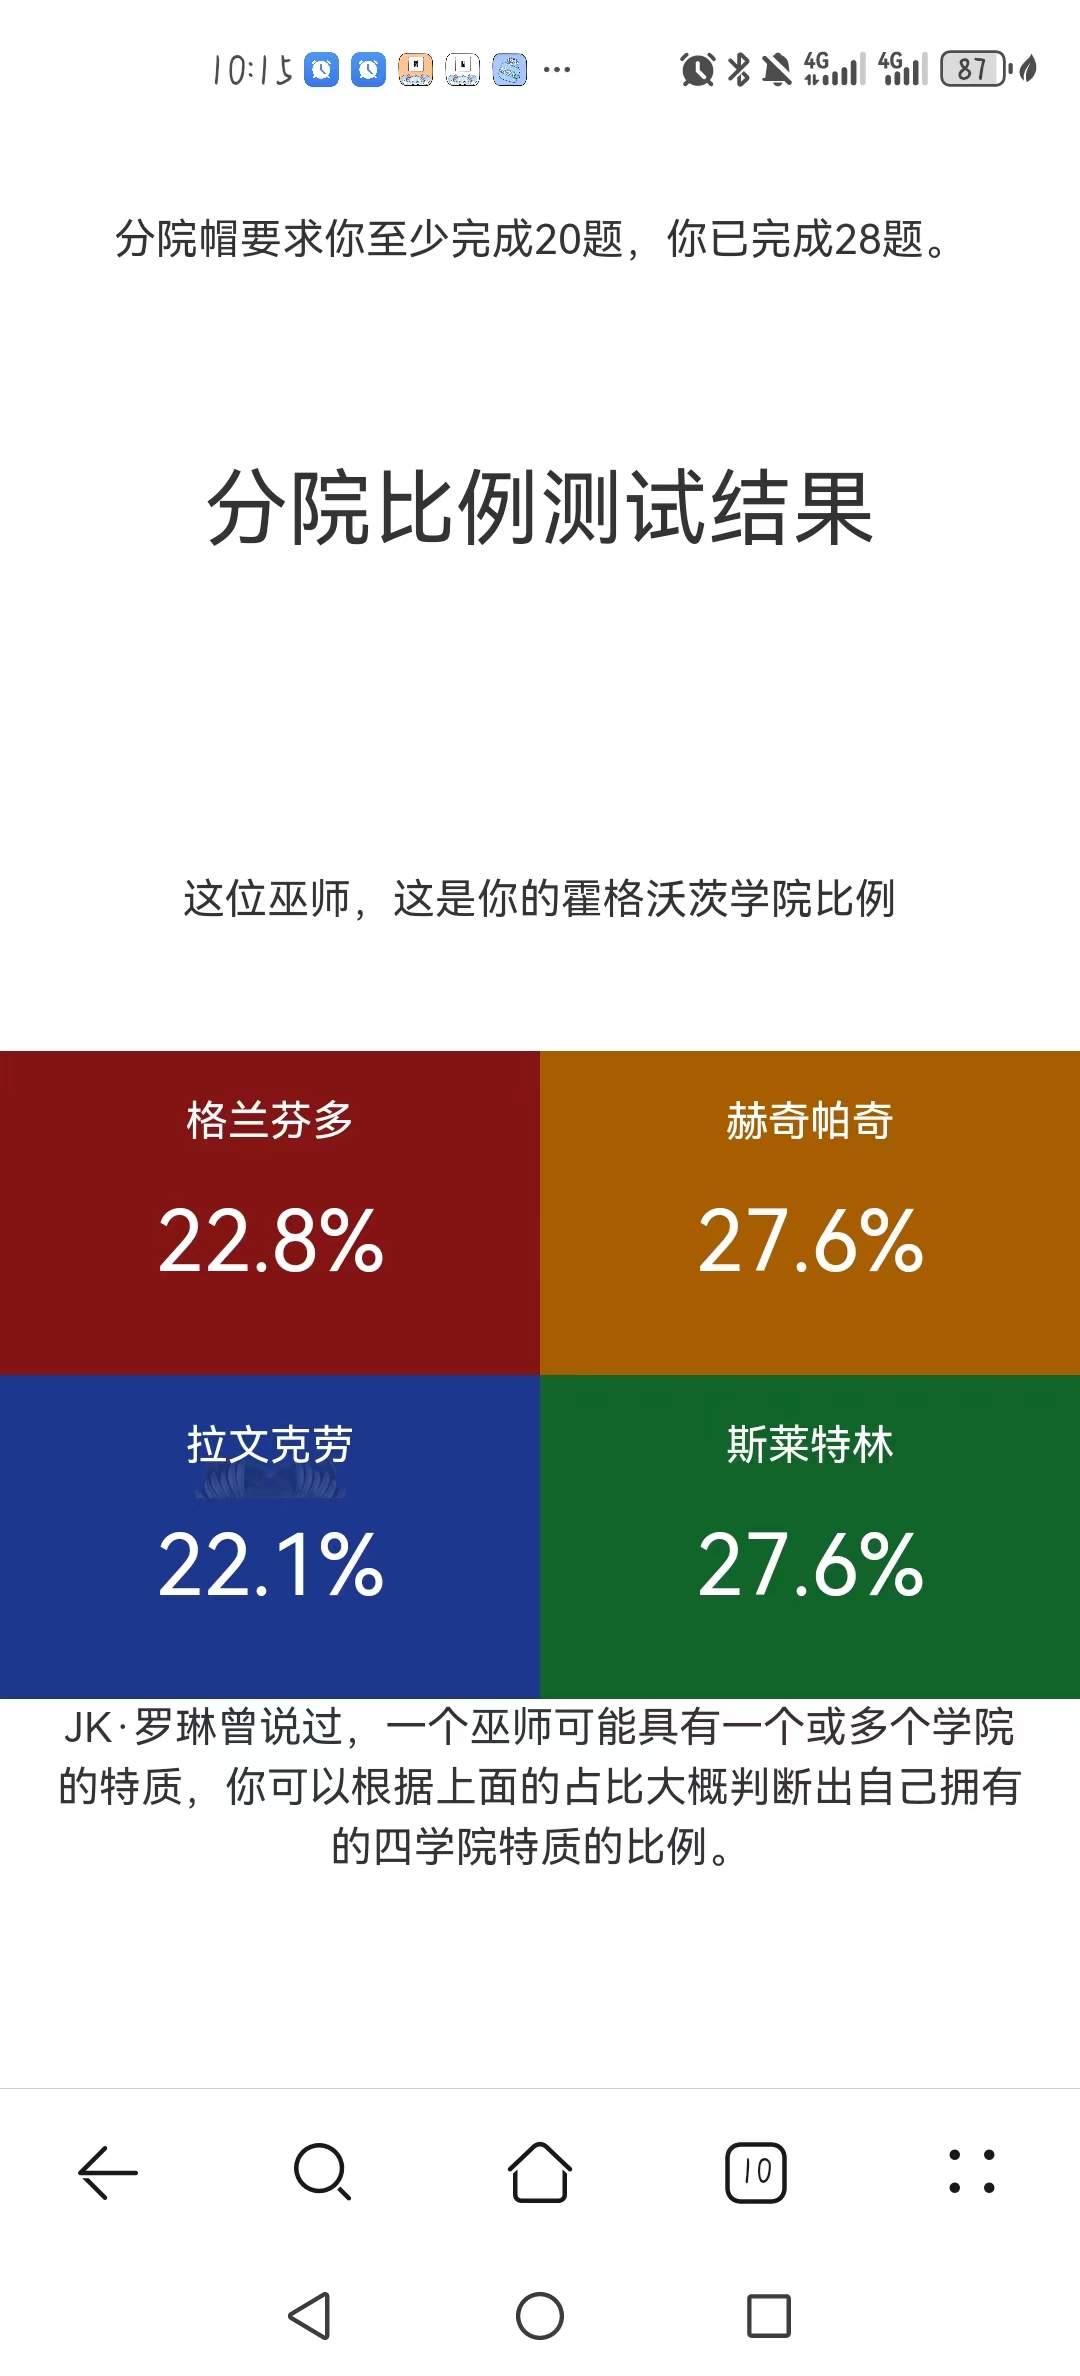 10:15
4G
4G
87
分院帽要求你至少完成20题，你已完成28题。
分院比例测试结果
这位巫师，这是你的霍格沃茨学院比例
格兰芬多
22.8%
赫奇帕奇
27.6%
拉文克劳
22.1%
斯莱特林
27.6%
JK·罗琳曾说过，一个巫师可能具有一个或多个学院
的特质，你可以根据上面的占比大概判断出自己拥有
的四学院特质的比例。
10